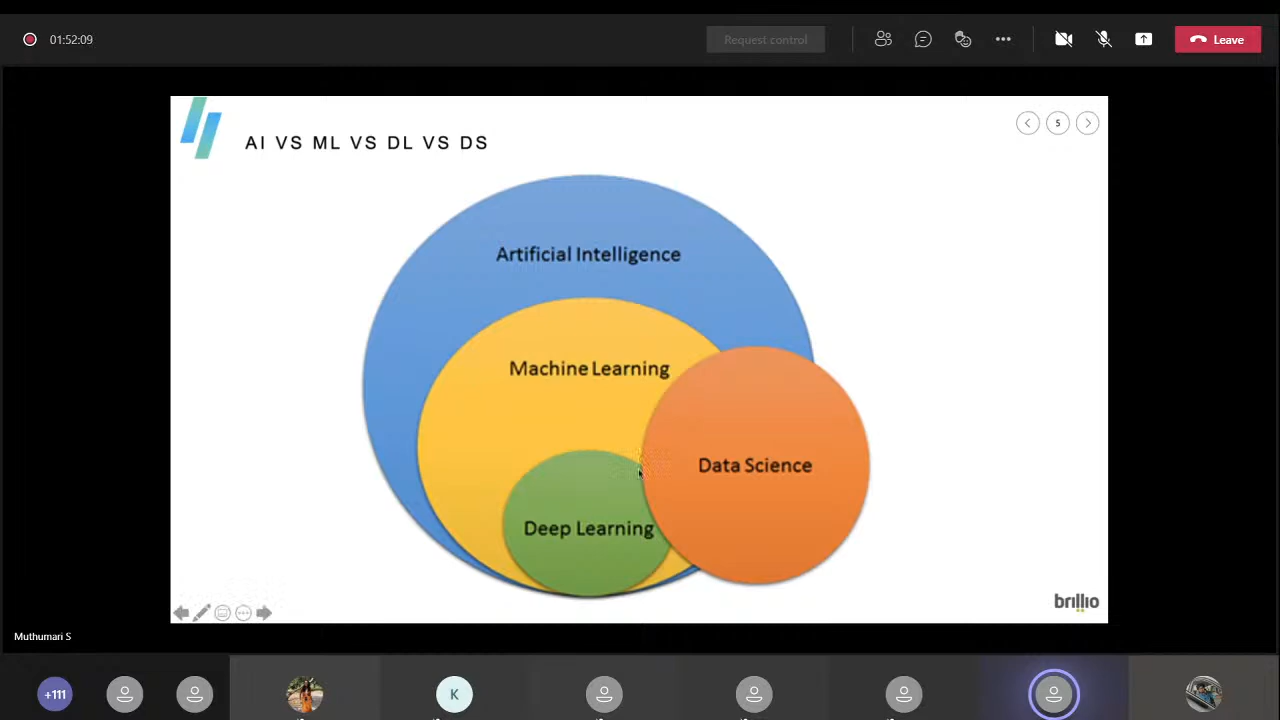 01:52:09
Request control
Leave
AI VS ML VS DL VS DS
5
Artificial Intelligence
Machine Learning
Data Science
Deep Learning
brillio
Muthumari S
+111
K